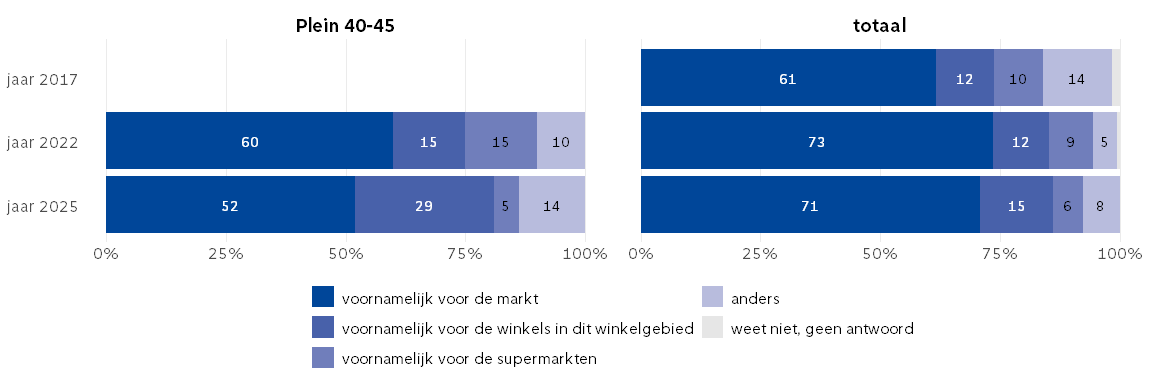 Plein 40-45 totaal
jaar 2017 61 12 10 14
jaar 2022 60 15 15 10 73 12 9 5
jaar 2025 52 29 5 14 71 15 6 8
0% 25% 50% 75% 100% 0% 25% 50% 75% 100%
voornamelijk voor de markt anders
voornamelijk voor de winkels in dit winkelgebied weet niet, geen antwoord
voornamelijk voor de supermarkten